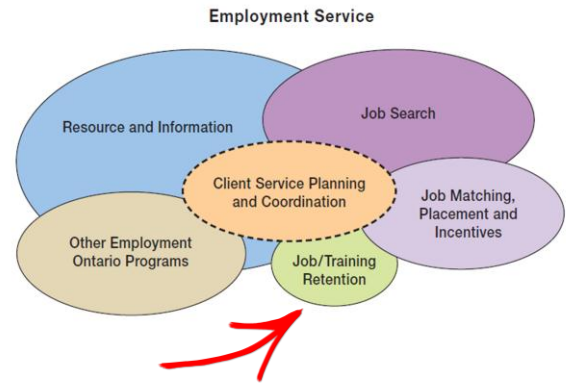 Employment Service
Resource and Information
Job Search
Client Service Planning
and Coordination
Job Matching,
Placement and
Incentives
Other Employment
Ontario Programs
Job/Training
Retention